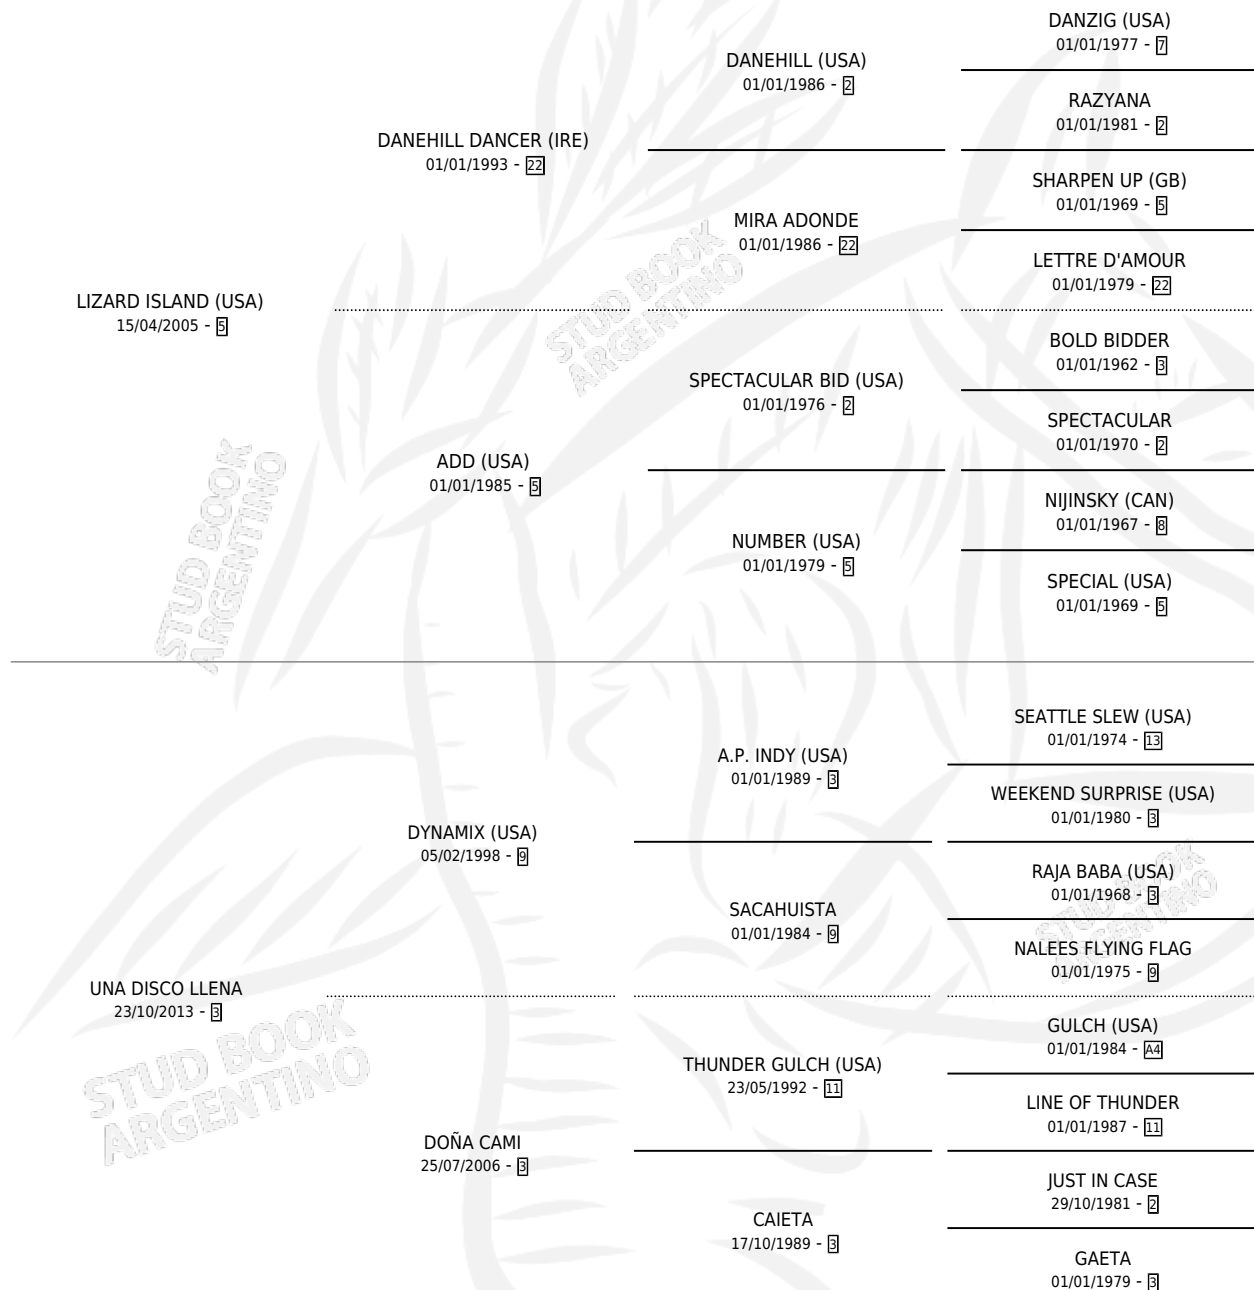 DANZIG (USA)
01/01/1977 - 7
DANEHILL (USA)
01/01/1986 - 2
RAZYANA
01/01/1981 - 2
DANEHILL DANCER (IRE)
01/01/1993 - 22
SHARPEN UP (GB)
01/01/1969 - 5
MIRA ADONDE
01/01/1986 - 22
LETTRE D'AMOUR
01/01/1979 - 22
LIZARD ISLAND (USA)
15/04/2005 - 5
STUD BOOK
ARGENTINO
BOLD BIDDER
01/01/1962 - 3
SPECTACULAR BID (USA)
01/01/1976 - 2
SPECTACULAR
01/01/1970 - 2
ADD (USA)
01/01/1985 - 5
NIJINSKY (CAN)
01/01/1967 - 8
NUMBER (USA)
01/01/1979 - 5
SPECIAL (USA)
01/01/1969 - 5
STUD BOOK
ARGENTINO
SEATTLE SLEW (USA)
01/01/1974 - 13
A.P. INDY (USA)
01/01/1989 - 3
WEEKEND SURPRISE (USA)
01/01/1980 - 3
DYNAMIX (USA)
05/02/1998 - 9
RAJA BABA (USA)
01/01/1968 - 3
SACAHUISTA
01/01/1984 - 9
STUD BOOK
ARGENTINO
NALEES FLYING FLAG
01/01/1975 - 9
UNA DISCO LLENA
23/10/2013 - 3
STUD BOOK
ARGENTINO
GULCH (USA)
01/01/1984 - A4
THUNDER GULCH (USA)
23/05/1992 - 11
LINE OF THUNDER
01/01/1987 - 11
DOÑA CAMI
25/07/2006 - 3
JUST IN CASE
29/10/1981 - 2
CAIETA
17/10/1989 - 3
GAETA
01/01/1979 - 3